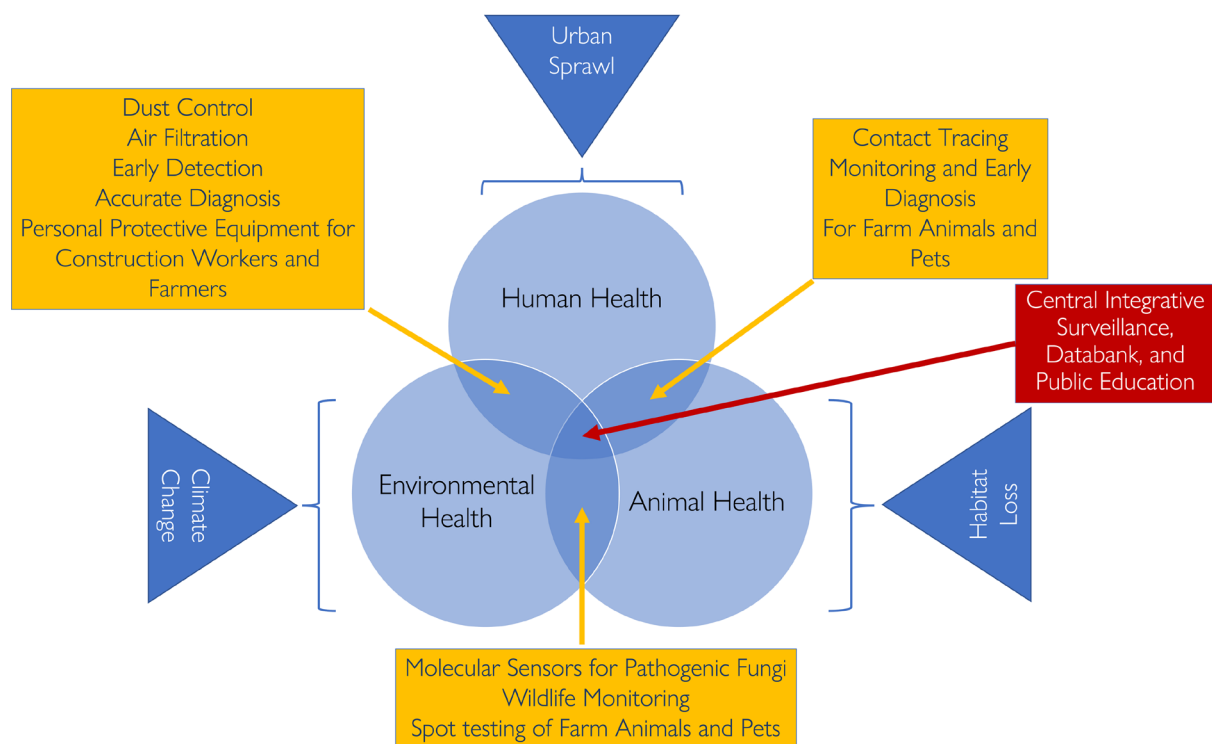 Urban
Sprawl
Dust Control
Air Filtration
Early Detection
Accurate Diagnosis
Personal Protective Equipment for
Construction Workers and
Farmers
Contact Tracing
Monitoring and Early
Diagnosis
For Farm Animals and
Pets
Human Health
Central Integrative
Surveillance,
Databank, and
Public Education
Climate
Change
Environmental
Health
Animal Health
Habitat
Loss
Molecular Sensors for Pathogenic Fungi
Wildlife Monitoring
Spot testing of Farm Animals and Pets